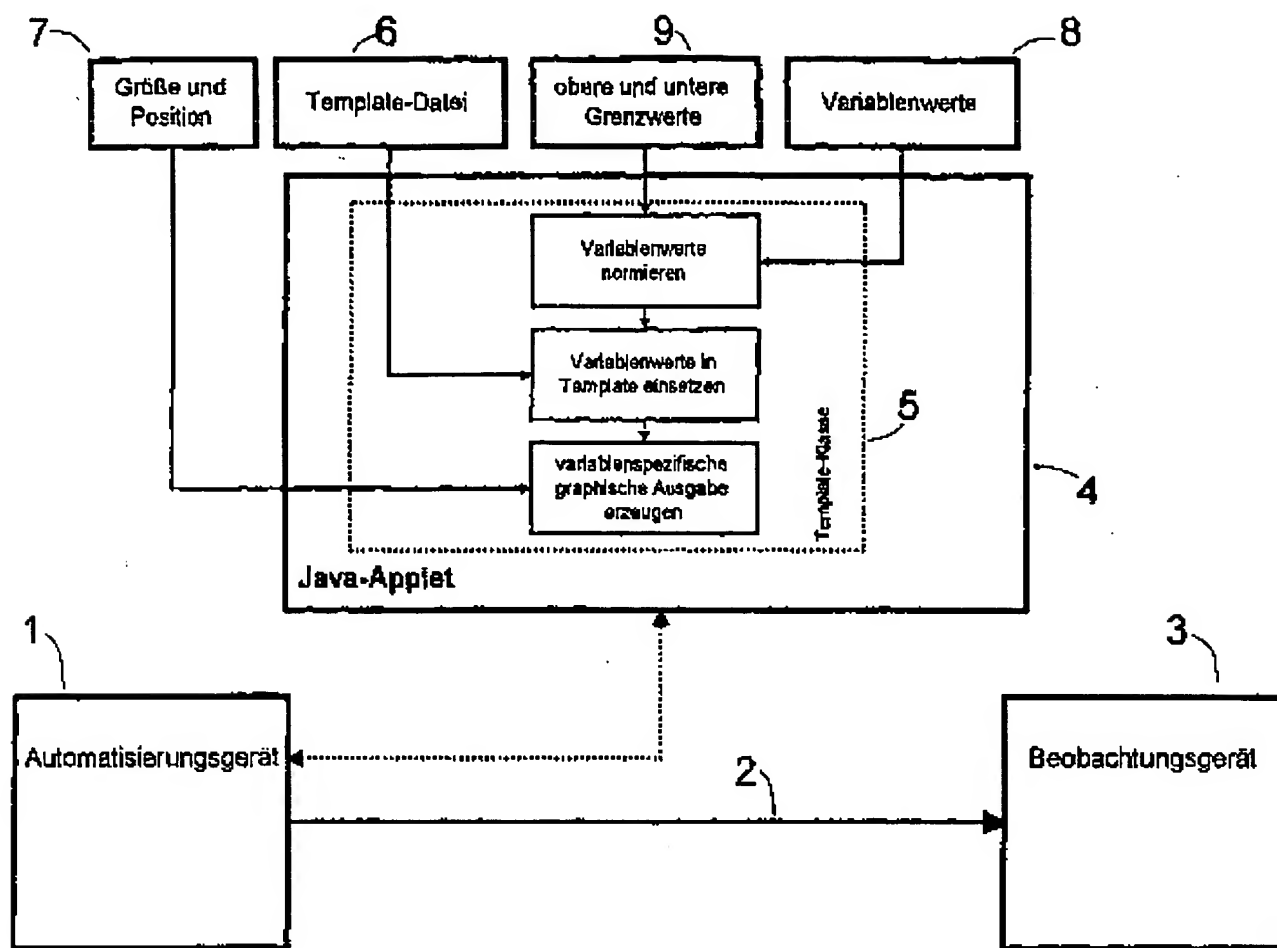 7
6
9
8
Größe und
Position
Template-Datei
obere und untere
Grenzwerte
Variablenwerte
Variablenwerte
normieren
Variablenwerte in
Template einsetzen
variablenspezifische
graphische Ausgabe
erzeugen
Template-Klasse
5
4
Java-Applet
1
3
Automatisierungsgerät
2
Beobachtungsgerät